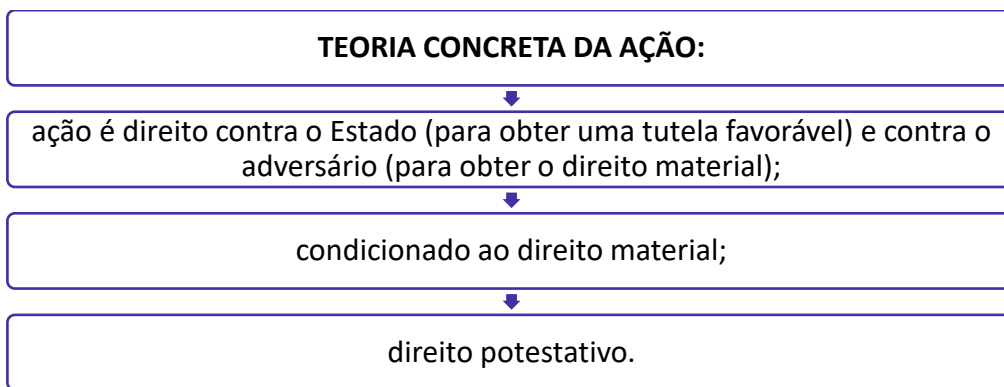 TEORIA CONCRETA DA AÇÃO:
ação é direito contra o Estado (para obter uma tutela favorável) e contra o
adversário (para obter o direito material);
condicionado ao direito material;
direito potestativo.